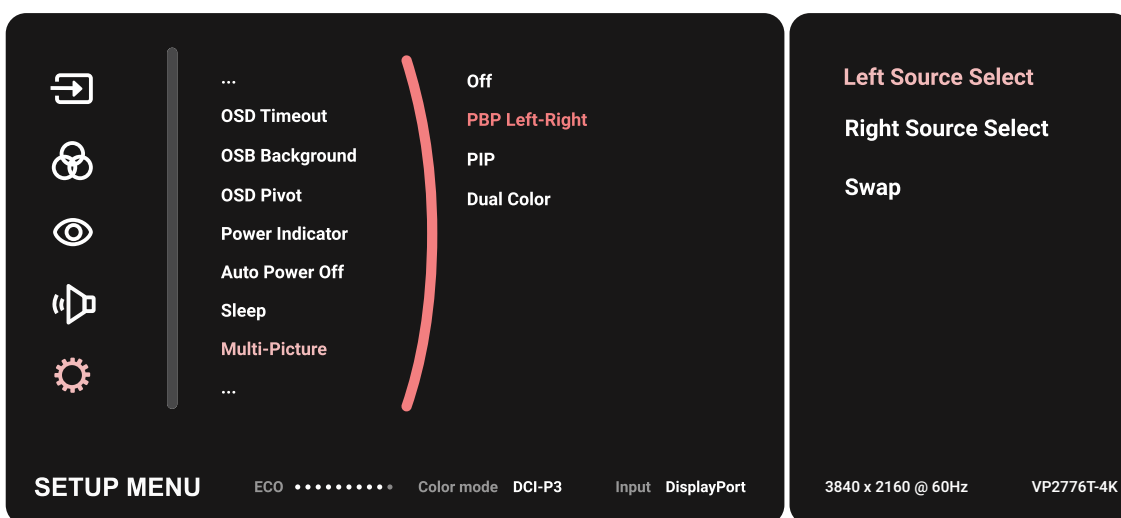 ...
OSD Timeout
OSB Background
OSD Pivot
Power Indicator
Auto Power Off
Sleep
Multi-Picture
...
Off
PBP Left-Right
PIP
Dual Color
Left Source Select
Right Source Select
Swap
SETUP MENU
ECO
Color mode DCI-P3
Input DisplayPort
3840 x 2160 @ 60Hz
VP2776T-4K